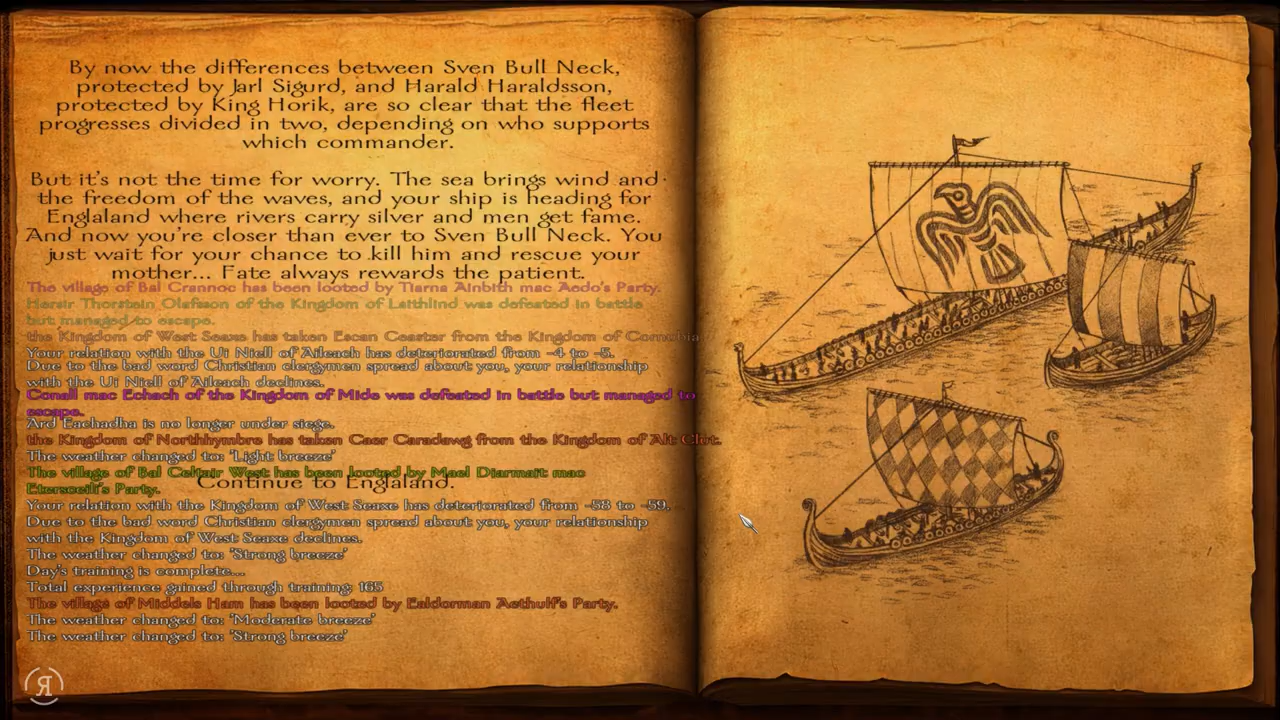 By now the differences between Sven Bull Neck,
protected by Jarl Sigurd, and Harald Haraldsson,
protected by King Horik, are so clear that the fleet
progresses divided in two, depending on who supports
which commander.
But it's not the time for worry. The sea brings wind and
the freedom of the waves, and your ship is heading for
Englaland where rivers carry silver and men get fame.
And now you're closer than ever to Sven Bull Neck. You
just wait for your chance to kill him and rescue your
mother... Fate always rewards the patient.
The village of Bal Crannoc has been looted by Tiarna Ainbith mac Aedo's Party.
Hersir Thorstein Olafsson of the Kingdom of Laithlind was defeated in battle
but managed to escape.
the Kingdom of West Seaxe has taken Escan Ceaster from the Kingdom of Cornubia.
Your relation with the Ui Niell of Aileach has deteriorated from -4 to -5.
Due to the bad word Christian clergymen spread about you, your relationship
with the Ui Niell of Aileach declines.
Conall mac Echach of the Kingdom of Mide was defeated in battle but managed to
escape.
Ard Eachadha is no longer under siege.
the Kingdom of Northhymbre has taken Caer Caradawg from the Kingdom of Alt Clut.
The weather changed to: 'Light breeze'
The village of Bal Celtair West has been looted by Mael Diarmait mac
Eterscelli's Party.
Continue to Englaland.
Your relation with the Kingdom of West Seaxe has deteriorated from -58 to -59.
Due to the bad word Christian clergymen spread about you, your relationship
with the Kingdom of West Seaxe declines.
The weather changed to: 'Strong breeze'
Day's training is complete...
Total experience gained through training: 165
The village of Middels Ham has been looted by Ealdorman Aethulf's Party.
The weather changed to: 'Moderate breeze'
The weather changed to: 'Strong breeze'